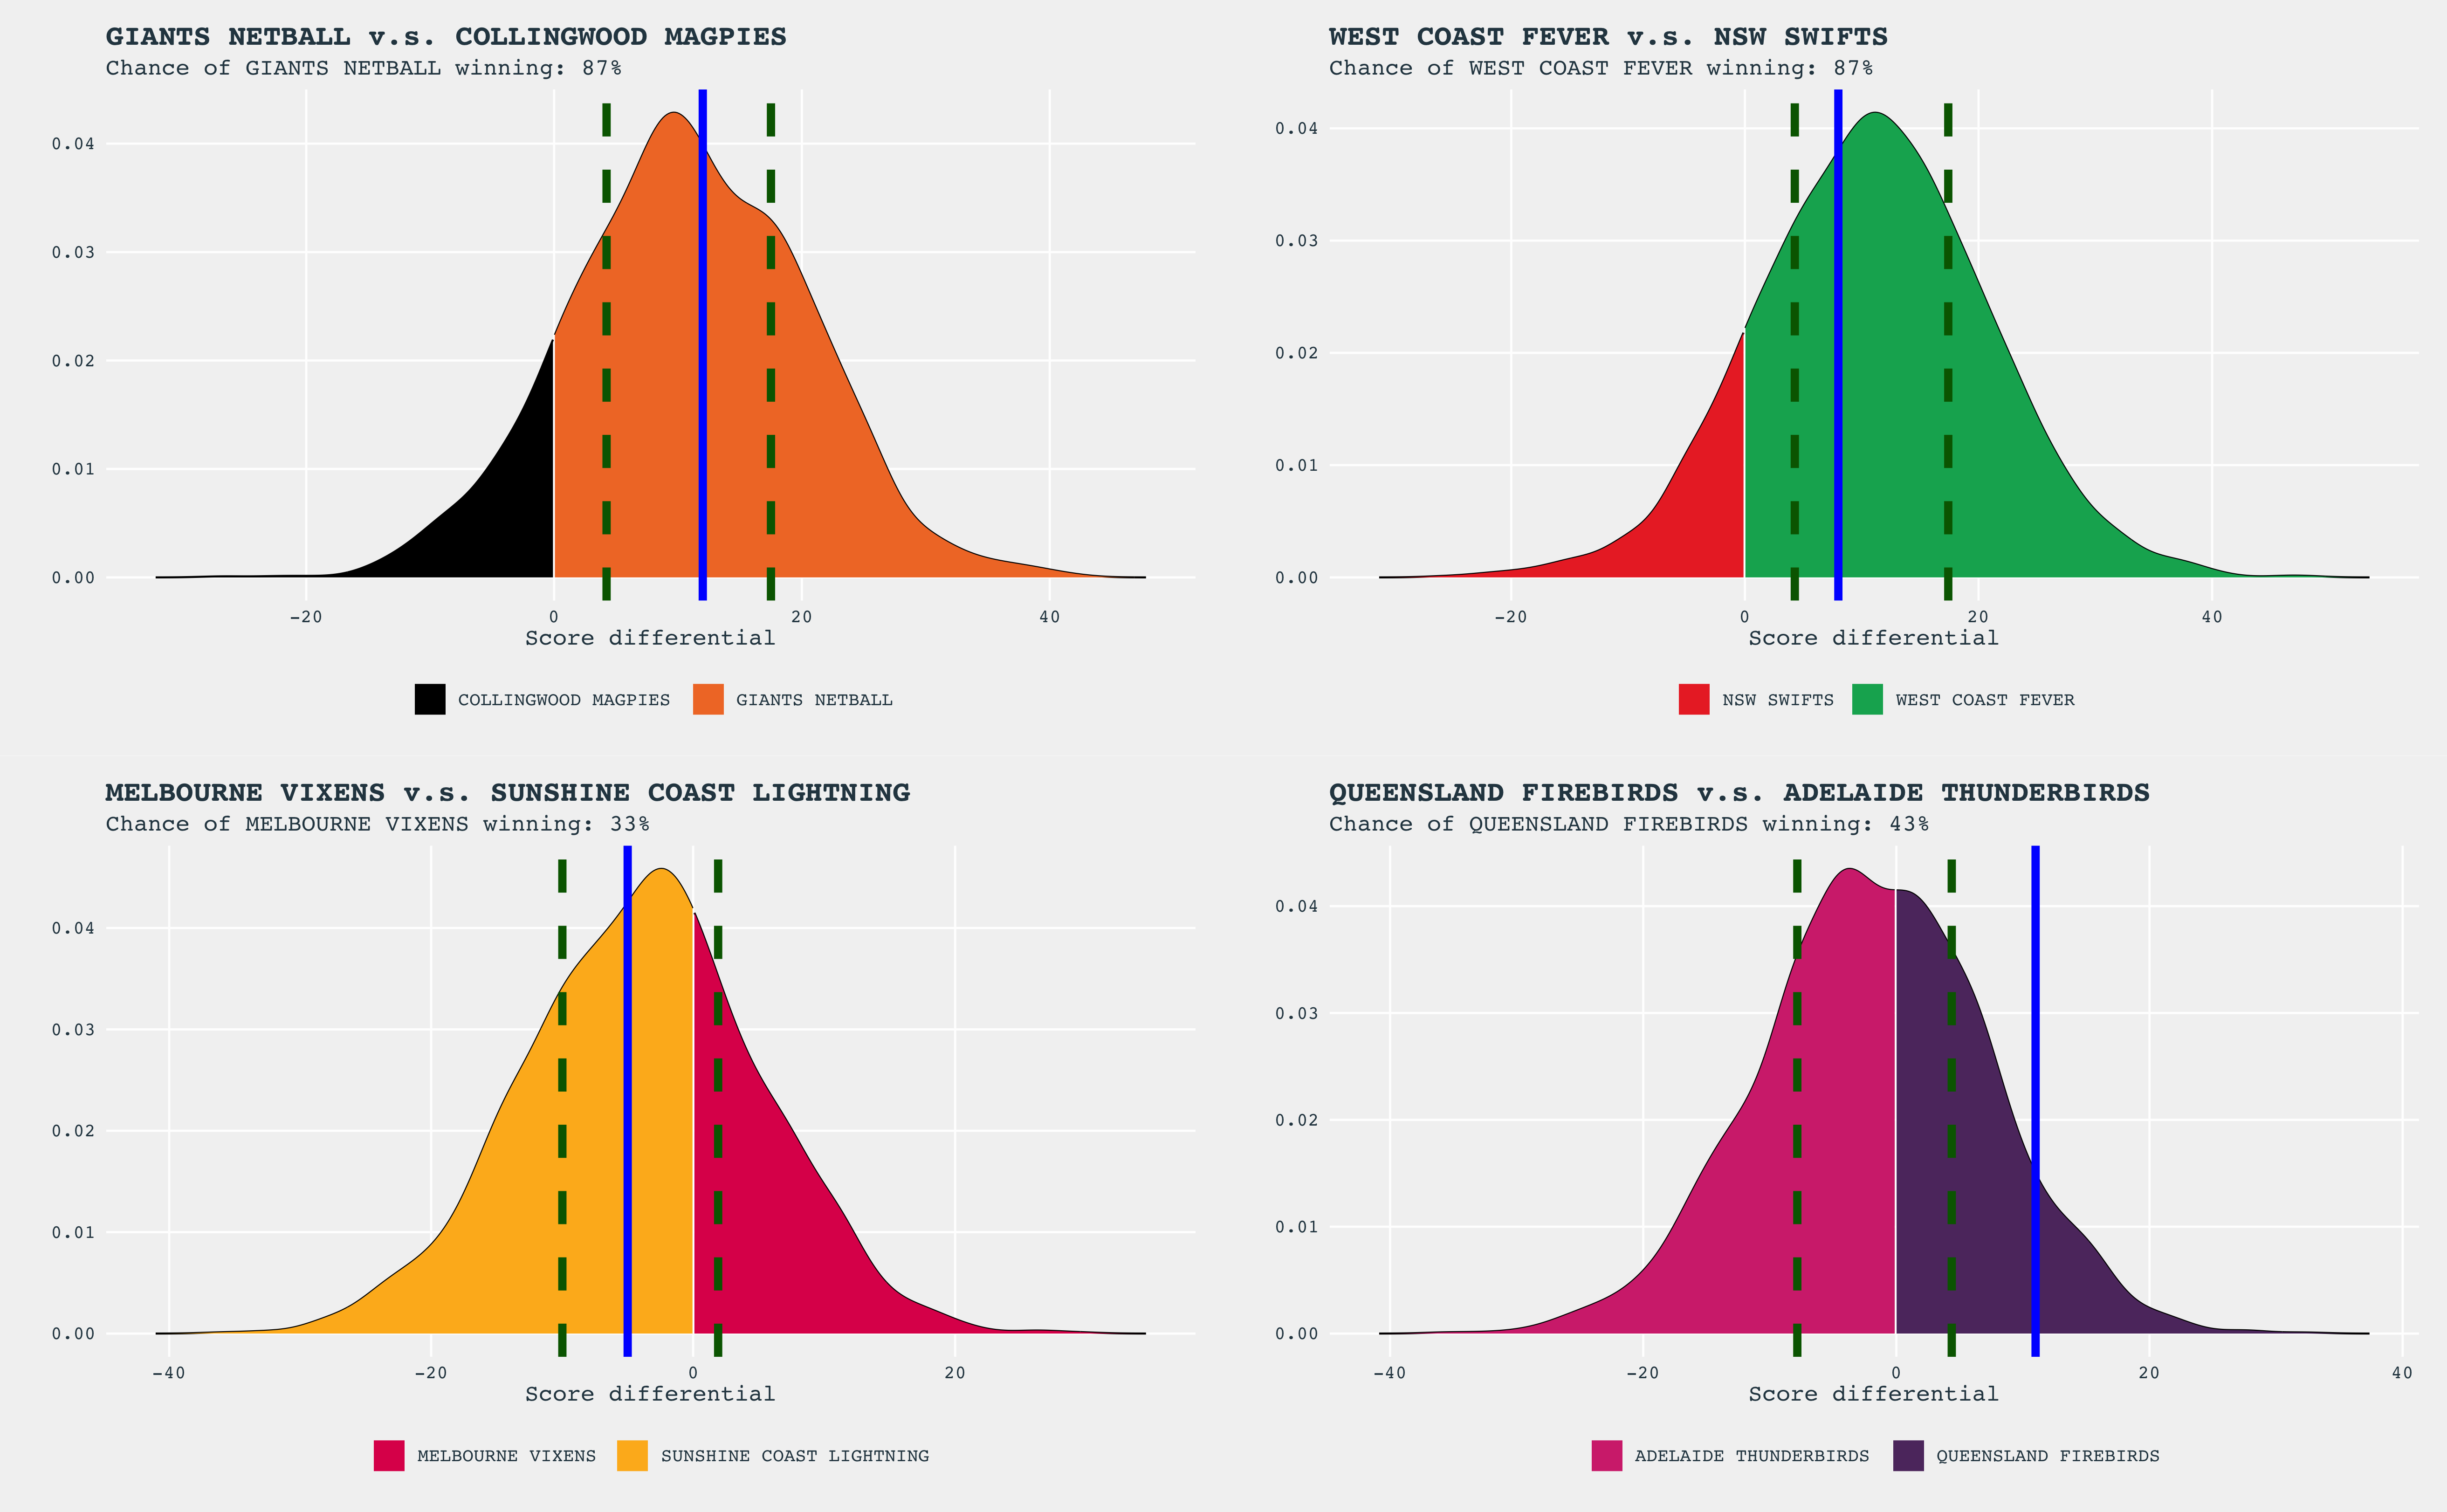 GIANTS NETBALL v.s. COLLINGWOOD MAGPIES
Chance of GIANTS NETBALL winning: 87%
0.04
0.03
0.02
0.01
0.00
-20 0 20 40
Score differential
COLLINGWOOD MAGPIES GIANTS NETBALL
WEST COAST FEVER v.s. NSW SWIFTS
Chance of WEST COAST FEVER winning: 87%
0.04
0.03
0.02
0.01
0.00
-20 0 20 40
Score differential
NSW SWIFTS WEST COAST FEVER
MELBOURNE VIXENS v.s. SUNSHINE COAST LIGHTNING
Chance of MELBOURNE VIXENS winning: 33%
0.04
0.03
0.02
0.01
0.00
-40 -20 0 20
Score differential
MELBOURNE VIXENS SUNSHINE COAST LIGHTNING
QUEENSLAND FIREBIRDS v.s. ADELAIDE THUNDERBIRDS
Chance of QUEENSLAND FIREBIRDS winning: 43%
0.04
0.03
0.02
0.01
0.00
-40 -20 0 20 40
Score differential
ADELAIDE THUNDERBIRDS QUEENSLAND FIREBIRDS